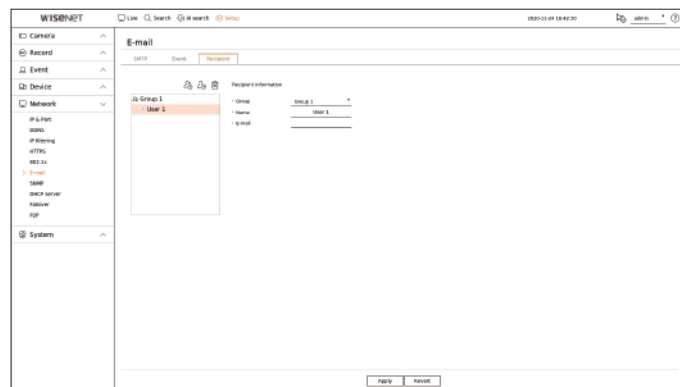 WISENET Live Search AI search Setup 2020-11-24 10:42:50 admin
Camera
Record
Event
Device
Network
IP & Port
DDNS
IP filtering
HTTPS
802.1x
E-mail
SNMP
DHCP server
Failover
P2P
System
E-mail
SMTP Event Recipient
Group 1
User 1
Recipient information
Group Group 1
Name User 1
E-mail
Apply Revert